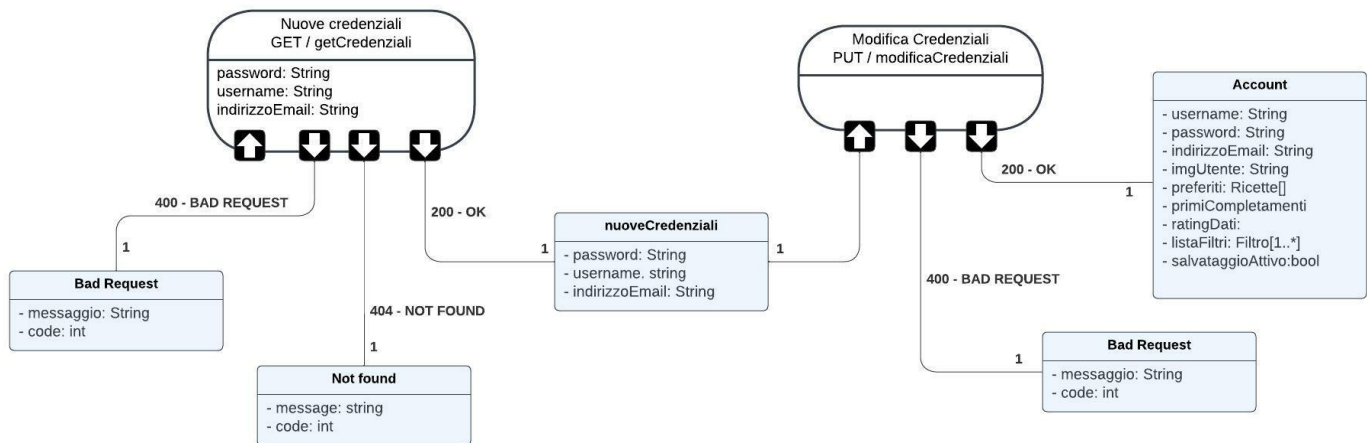 Nuove credenziali
GET / getCredenziali
password: String
username: String
indirizzoEmail: String
400 - BAD REQUEST
1
Bad Request
- messaggio: String
- code: int
404 - NOT FOUND
1
Not found
- message: string
- code: int
200 - OK
1
nuoveCredenziali
- password: String
- username. string
- indirizzoEmail: String
1
Modifica Credenziali
PUT / modificaCredenziali
400 - BAD REQUEST
1
Bad Request
- messaggio: String
- code: int
200 - OK
1
Account
- username: String
- password: String
- indirizzoEmail: String
- imgUtente: String
- preferiti: Ricette[]
- primiCompletamenti
- ratingDati:
- listaFiltri: Filtro[1..*]
- salvataggioAttivo:bool